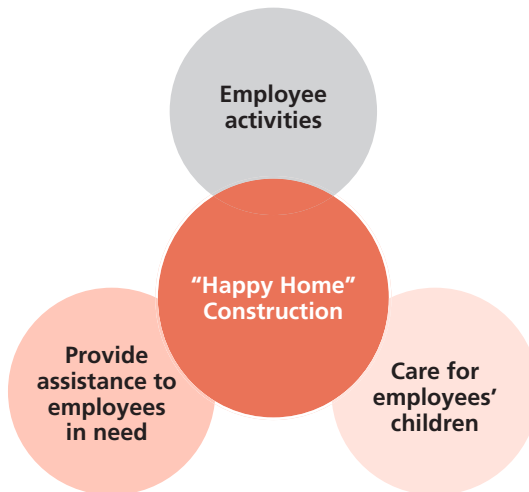 Employee
activities
“Happy Home”
Construction
Provide
assistance to
employees
in need
Care for
employees’
children